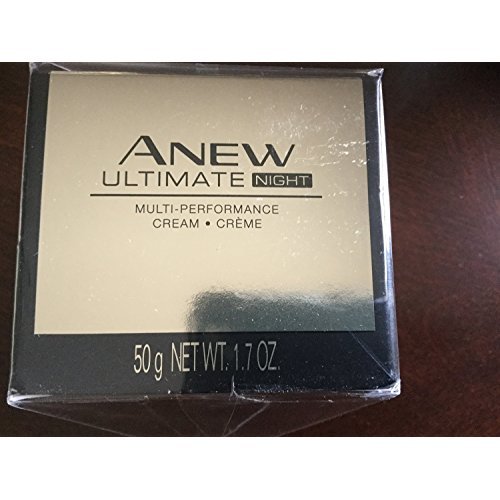 ANEW
ULTIMATE NIGHT
MULTI-PERFORMANCE
CREAM • CRÈME
50 g NET WT. 1.7 OZ.